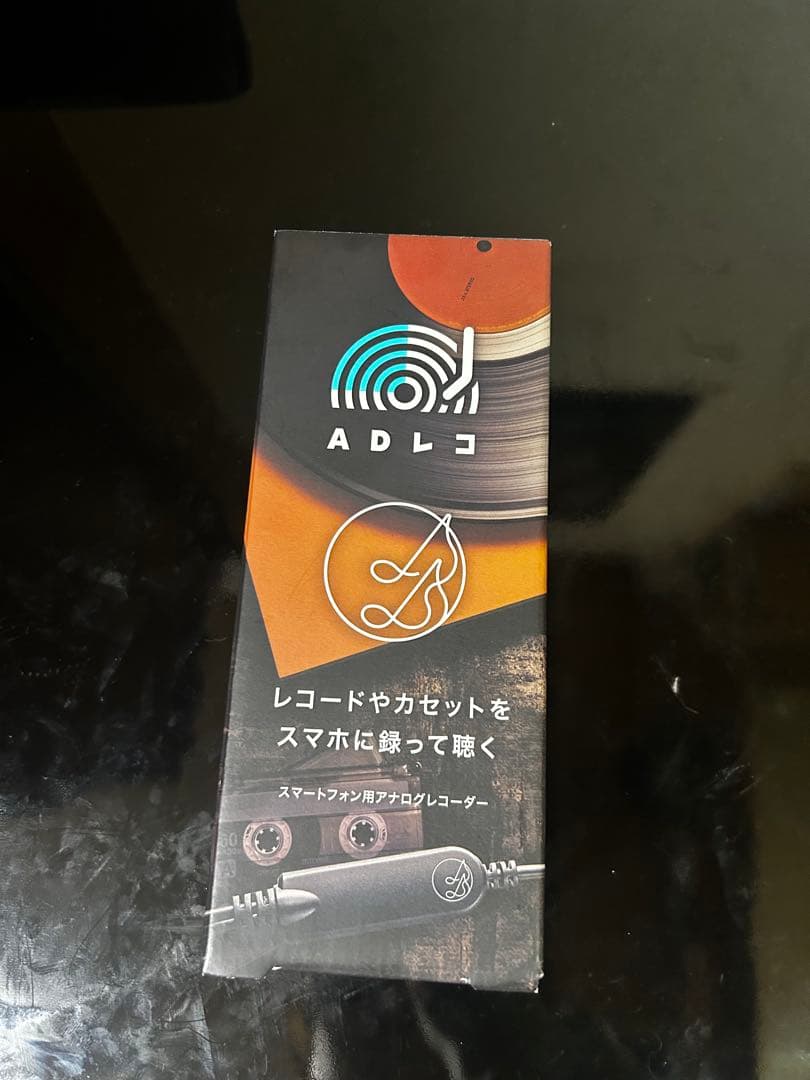 ADレコ
レコードやカセットを
スマホに録って聴く
スマートフォン用アナログレコーダー
60
A